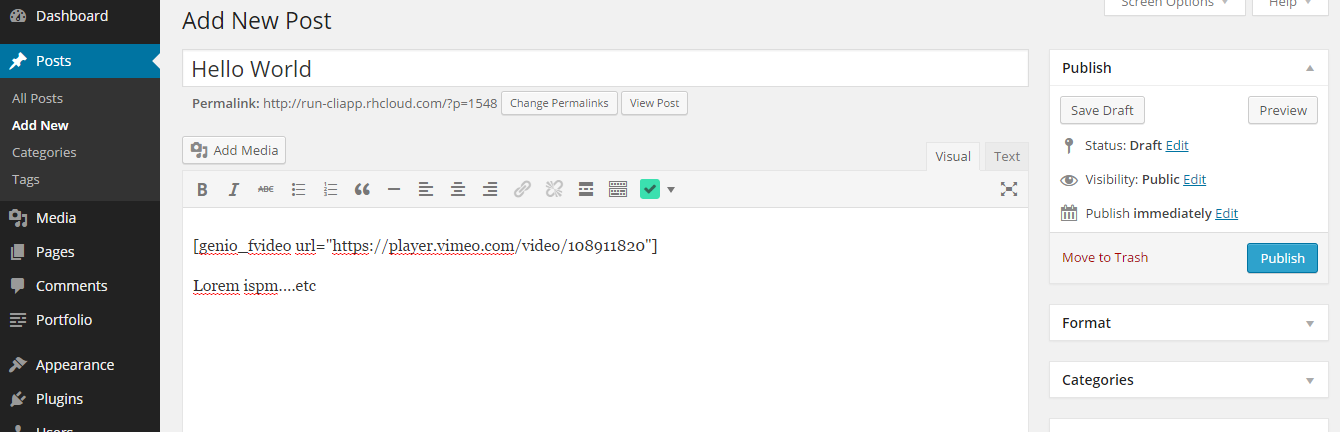 Dashboard
Posts
All Posts
Add New
Categories
Tags
Media
Pages
Comments
Portfolio
Appearance
Plugins
Users
Add New Post
Screen Options
Help
Hello World
Permalink: http://run-cliapp.rhcloud.com/?p=1548 Change Permalinks View Post
Add Media
Visual Text
B I ABC
[genio_fvideo url="https://player.vimeo.com/video/108911820"]
Lorem ispm....etc
Publish
Save Draft Preview
Status: Draft Edit
Visibility: Public Edit
Publish immediately Edit
Move to Trash Publish
Format
Categories